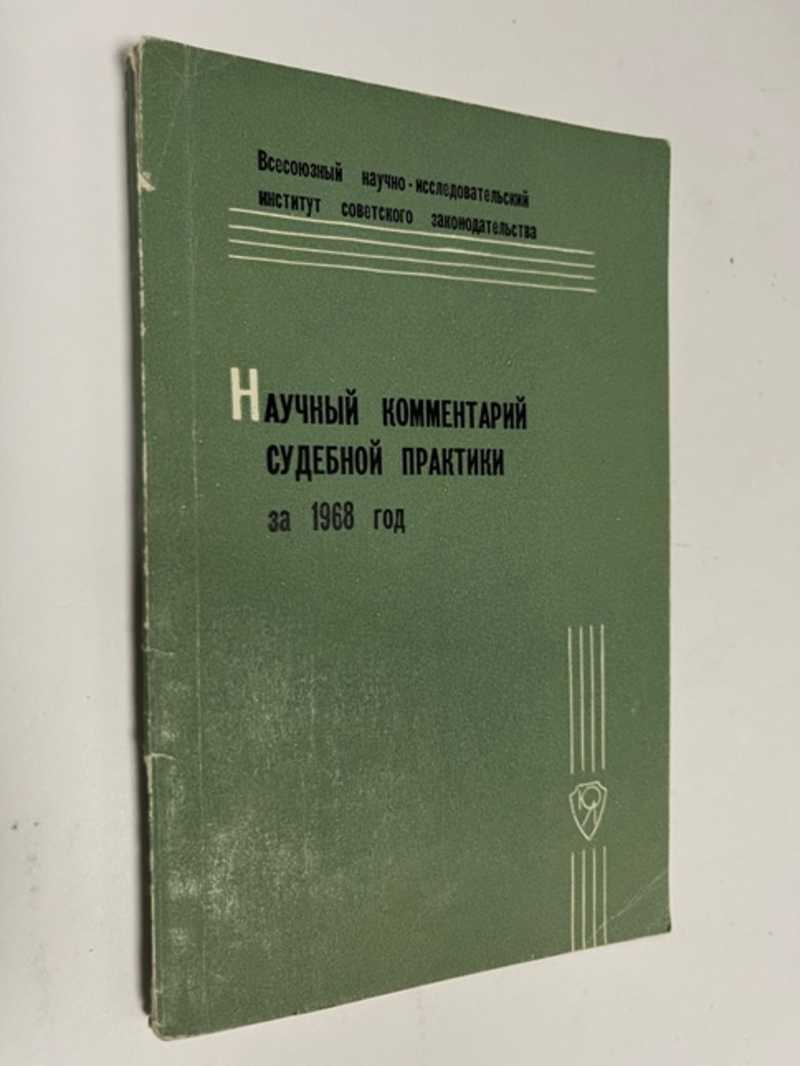 Всесоюзный научно-исследовательский
институт советского законодательства
Научный комментарий
судебной практики
за 1968 год